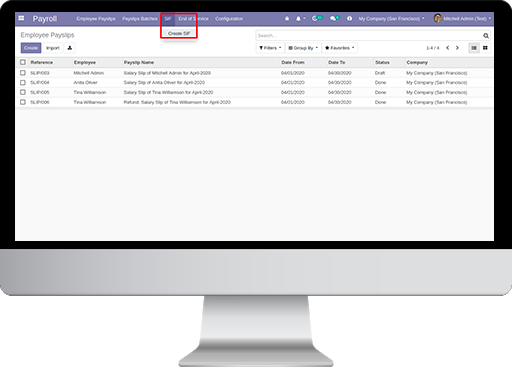 Payroll Employee Payslips Payslips Batches SIF End of Service Configuration My Company (San Francisco) Mitchell Admin (Test)
Create SIF
Employee Payslips Search...
Create Import Filters Group By Favorites 1-4 / 4
Reference Employee Payslip Name Date From Date To Status Company
SLIP/003 Mitchell Admin Salary Slip of Mitchell Admin for April-2020 04/01/2020 04/30/2020 Draft My Company (San Francisco)
SLIP/004 Anita Oliver Salary Slip of Anita Oliver for April-2020 04/01/2020 04/30/2020 Done My Company (San Francisco)
SLIP/005 Tina Williamson Salary Slip of Tina Williamson for April-2020 04/01/2020 04/30/2020 Done My Company (San Francisco)
SLIP/006 Tina Williamson Refund: Salary Slip of Tina Williamson for April-2020 04/01/2020 04/30/2020 Done My Company (San Francisco)